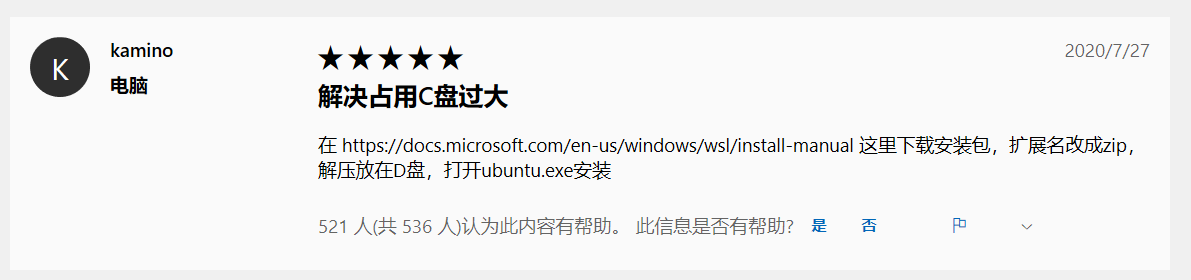 K
kamino
电脑
★★★★★
2020/7/27
解决占用C盘过大
在 https://docs.microsoft.com/en-us/windows/wsl/install-manual 这里下载安装包，扩展名改成zip，
解压放在D盘，打开ubuntu.exe安装
521 人(共 536 人)认为此内容有帮助。 此信息是否有帮助? 是 否